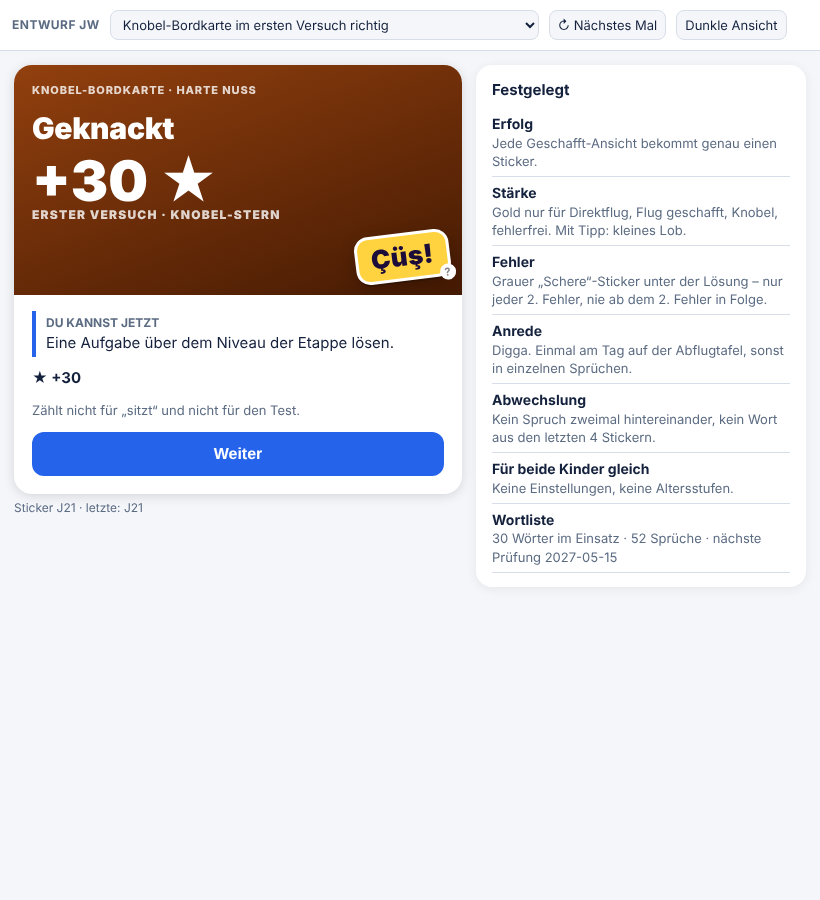 ENTWURF JW
Knobel-Bordkarte im ersten Versuch richtig
↻ Nächstes Mal
Dunkle Ansicht
KNOBEL-BORDKARTE · HARTE NUSS
Geknackt
+30 ★
ERSTER VERSUCH · KNOBEL-STERN
Çüş!
?
DU KANNST JETZT
Eine Aufgabe über dem Niveau der Etappe lösen.
★ +30
Zählt nicht für „sitzt“ und nicht für den Test.
Weiter
Sticker J21 · letzte: J21
Festgelegt
Erfolg
Jede Geschafft-Ansicht bekommt genau einen
Sticker.
Stärke
Gold nur für Direktflug, Flug geschafft, Knobel,
fehlerfrei. Mit Tipp: kleines Lob.
Fehler
Grauer „Schere“-Sticker unter der Lösung – nur
jeder 2. Fehler, nie ab dem 2. Fehler in Folge.
Anrede
Digga. Einmal am Tag auf der Abflugtafel, sonst
in einzelnen Sprüchen.
Abwechslung
Kein Spruch zweimal hintereinander, kein Wort
aus den letzten 4 Stickern.
Für beide Kinder gleich
Keine Einstellungen, keine Altersstufen.
Wortliste
30 Wörter im Einsatz · 52 Sprüche · nächste
Prüfung 2027-05-15